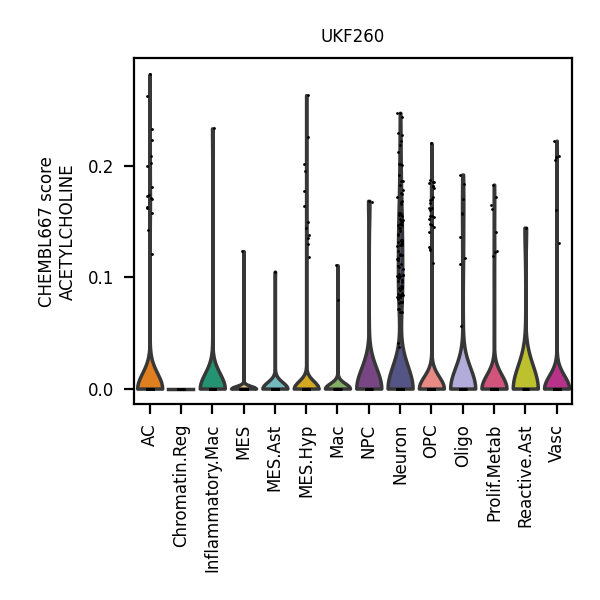 UKF260
CHEMBL667 score
ACETYLCHOLINE
0.2
0.1
0.0
AC
Chromatin.Reg
Inflammatory.Mac
MES
MES.Ast
MES.Hyp
Mac
NPC
Neuron
OPC
Oligo
Prolif.Metab
Reactive.Ast
Vasc